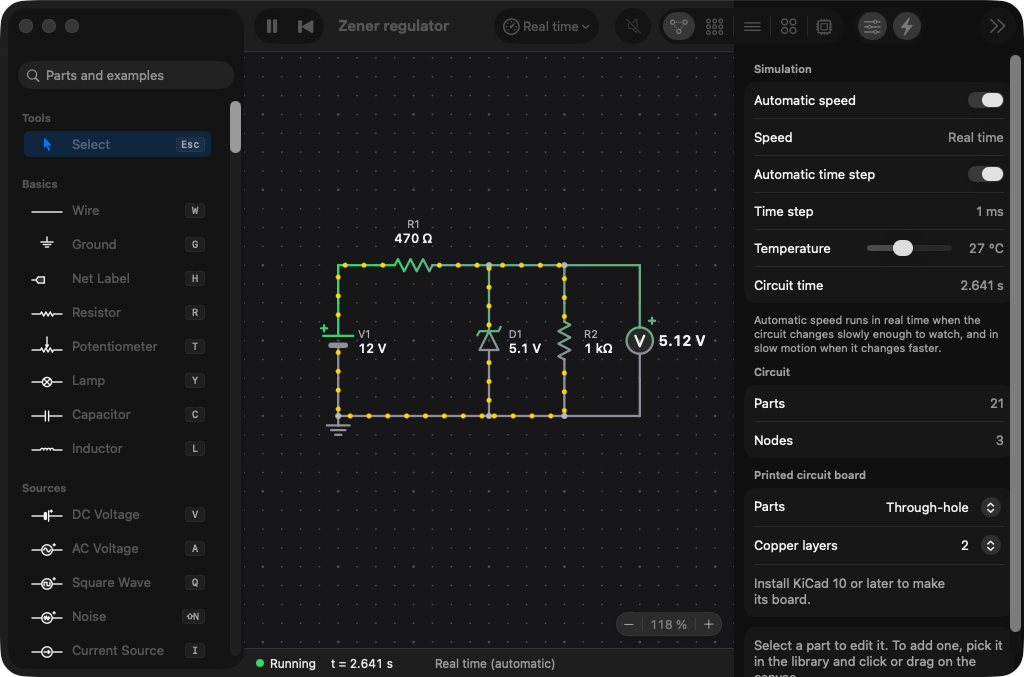 Zener regulator
Real time
Parts and examples
Tools
Select Esc
Basics
Wire W
Ground G
Net Label H
Resistor R
Potentiometer T
Lamp Y
Capacitor C
Inductor L
Sources
DC Voltage V
AC Voltage A
Square Wave Q
Noise ⇧N
Current Source I
R1
470 Ω
V1
12 V
D1
5.1 V
R2
1 kΩ
V
5.12 V
− 118 % +
Running t = 2.641 s Real time (automatic)
Simulation
Automatic speed
Speed Real time
Automatic time step
Time step 1 ms
Temperature 27 °C
Circuit time 2.641 s
Automatic speed runs in real time when the
circuit changes slowly enough to watch, and in
slow motion when it changes faster.
Circuit
Parts 21
Nodes 3
Printed circuit board
Parts Through-hole
Copper layers 2
Install KiCad 10 or later to make
its board.
Select a part to edit it. To add one, pick it
in the library and click or drag on the
canvas.